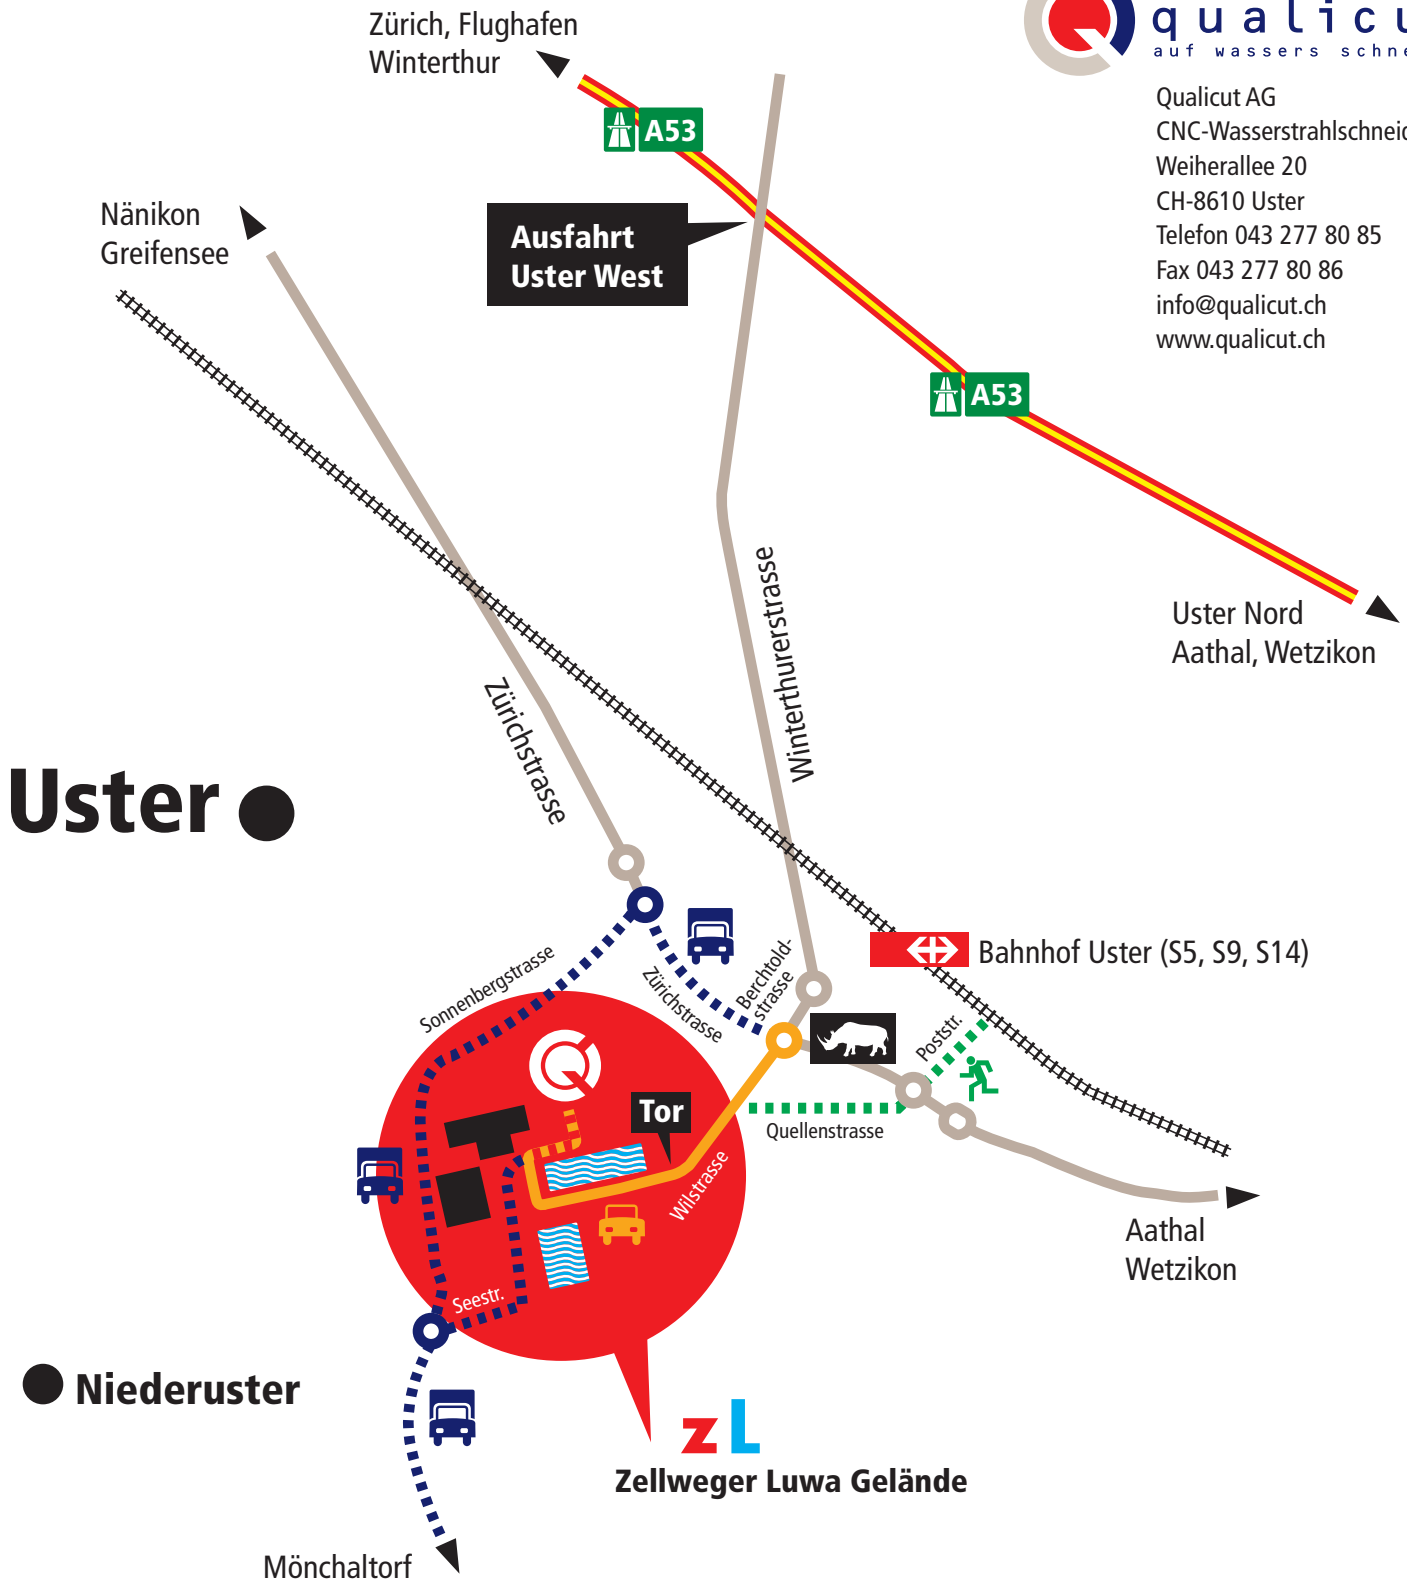 Zürich, Flughafen
Winterthur
qualicu
auf wassers schne
Qualicut AG
CNC-Wasserstrahlschneid
Weiherallee 20
CH-8610 Uster
Telefon 043 277 80 85
Fax 043 277 80 86
info@qualicut.ch
www.qualicut.ch
A53
Nänikon
Greifensee
Ausfahrt
Uster West
A53
Uster Nord
Aathal, Wetzikon
Winterthurerstrasse
Zürichstrasse
Uster
Bahnhof Uster (S5, S9, S14)
Sonnenbergstrasse
Zürichstrasse
Berchtold-
strasse
Poststr.
Tor
Quellenstrasse
Wilstrasse
Aathal
Wetzikon
Seestr.
Niederuster
zL
Zellweger Luwa Gelände
Mönchaltorf